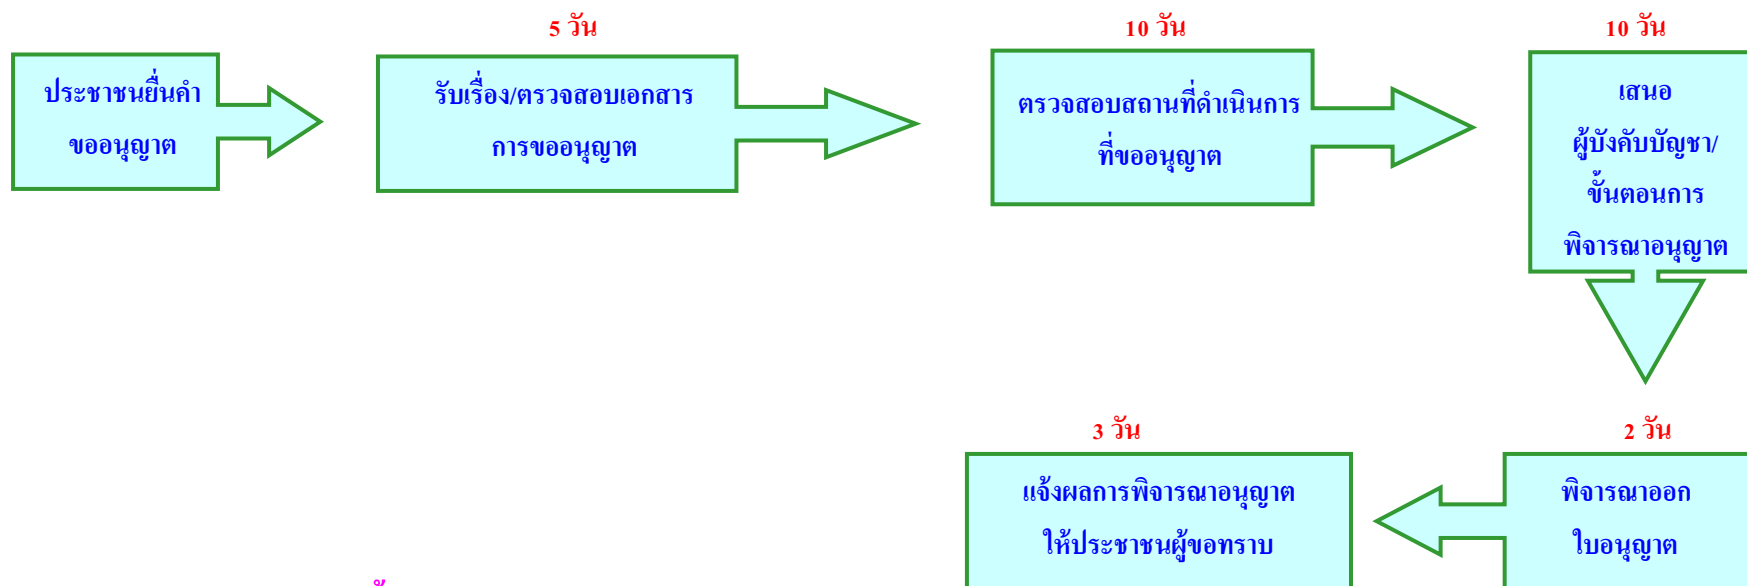 5 วัน
10 วัน
10 วัน
ประชาชนยื่นคำ
ขออนุญาต
รับเรื่อง/ตรวจสอบเอกสาร
การขออนุญาต
ตรวจสอบสถานที่ดำเนินการ
ที่ขออนุญาต
เสนอ
ผู้บังคับบัญชา/
ขั้นตอนการ
พิจารณาอนุญาต
3 วัน
2 วัน
แจ้งผลการพิจารณาอนุญาต
ให้ประชาชนผู้ขอทราบ
พิจารณาออก
ใบอนุญาต